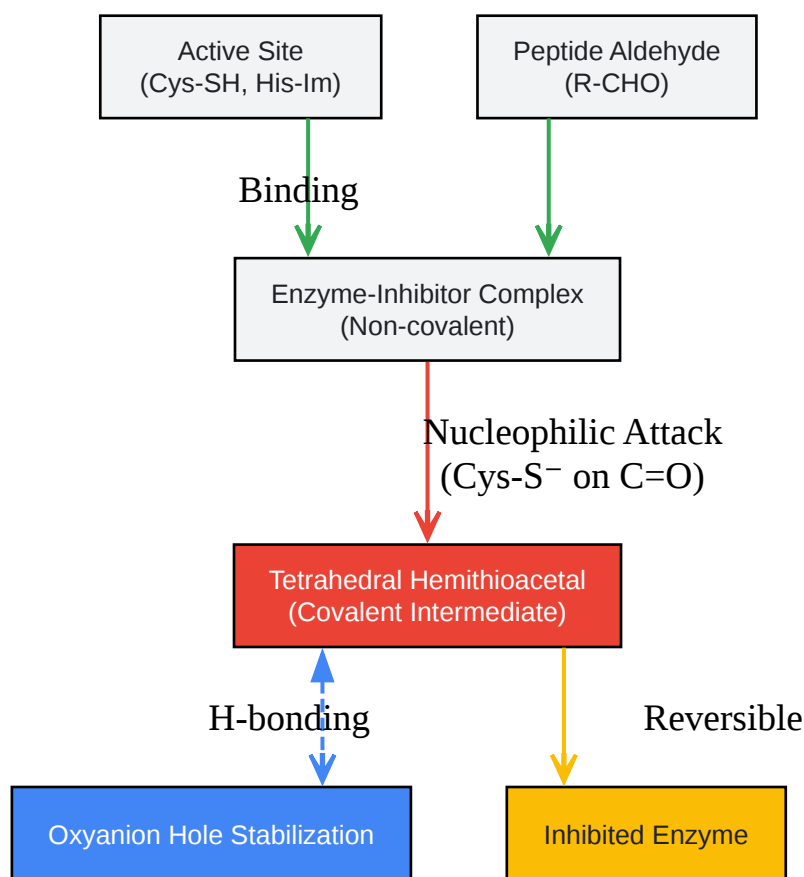 Active Site
(Cys-SH, His-Im)
Peptide Aldehyde
(R-CHO)
Binding
Enzyme-Inhibitor Complex
(Non-covalent)
Nucleophilic Attack
(Cys-S⁻ on C=O)
Tetrahedral Hemithioacetal
(Covalent Intermediate)
H-bonding
Reversible
Oxyanion Hole Stabilization
Inhibited Enzyme